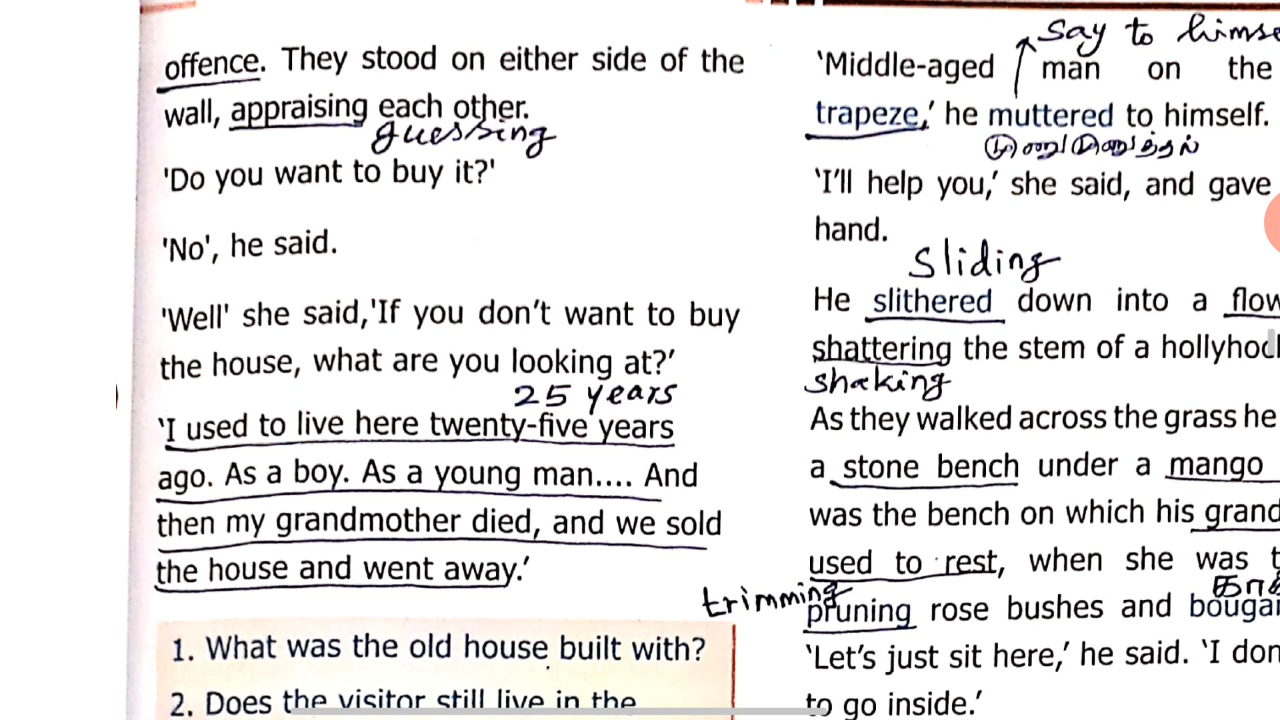 offence. They stood on either side of the
wall, appraising each other.
guessing
'Do you want to buy it?'
'No', he said.
'Well' she said,'If you don't want to buy
the house, what are you looking at?'
25 years
'I used to live here twenty-five years
ago. As a boy. As a young man.... And
then my grandmother died, and we sold
the house and went away.'
1. What was the old house built with?
2. Does the visitor still live in the
say to himse
'Middle-aged man on the
trapeze,' he muttered to himself.
முணுமுணுத்தல்
'I'll help you,' she said, and gave
hand.
Sliding
He slithered down into a flow
shattering the stem of a hollyhock
shaking
As they walked across the grass he
a stone bench under a mango
was the bench on which his grand
used to rest, when she was t
trimming
pruning rose bushes and bougai
'Let's just sit here,' he said. 'I don
to go inside.'